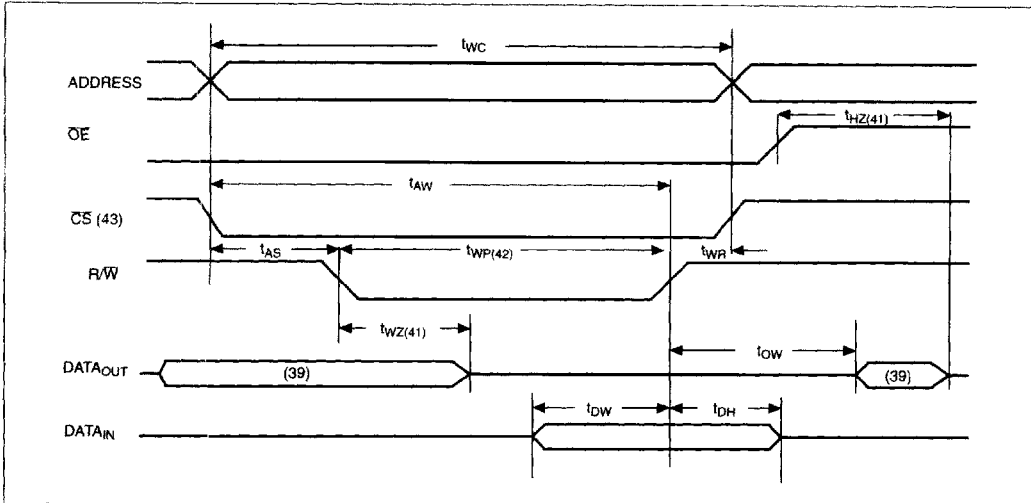 tWC
ADDRESS
tHZ(41)
OE
tAW
CS (43)
tAS
tWP(42)
tWR
R/W
tWZ(41)
tOW
DATAOUT
(39)
(39)
tDW
tDH
DATAIN